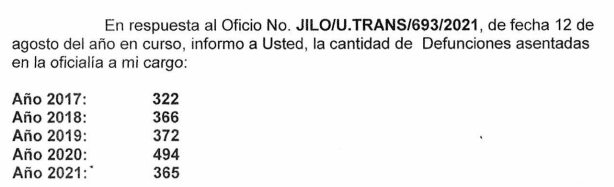 En respuesta al Oficio No. JILO/U.TRANS/693/2021, de fecha 12 de
agosto del año en curso, informo a Usted, la cantidad de Defunciones asentadas
en la oficialía a mi cargo:
Año 2017: 322
Año 2018: 366
Año 2019: 372
Año 2020: 494
Año 2021: 365